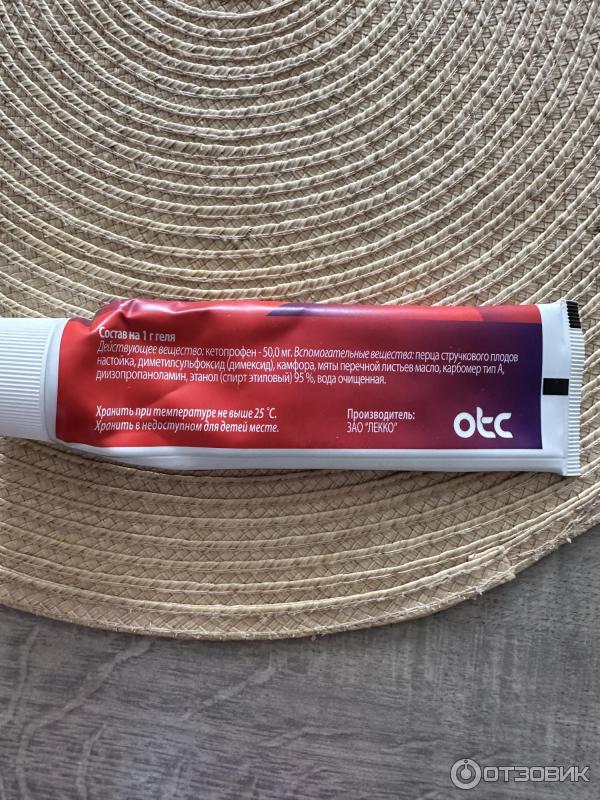 Состав на 1 г геля
Действующее вещество: кетопрофен - 50,0 мг. Вспомогательные вещества: перца стручкового плодов
настойка, диметилсульфоксид (димексид), камфора, мяты перечной листьев масло, карбомер тип А,
диизопропаноламин, этанол (спирт этиловый) 95 %, вода очищенная.
Хранить при температуре не выше 25 °С.
Хранить в недоступном для детей месте.
Производитель:
ЗАО "ЛЕККО"
otc
ОТЗОВИК